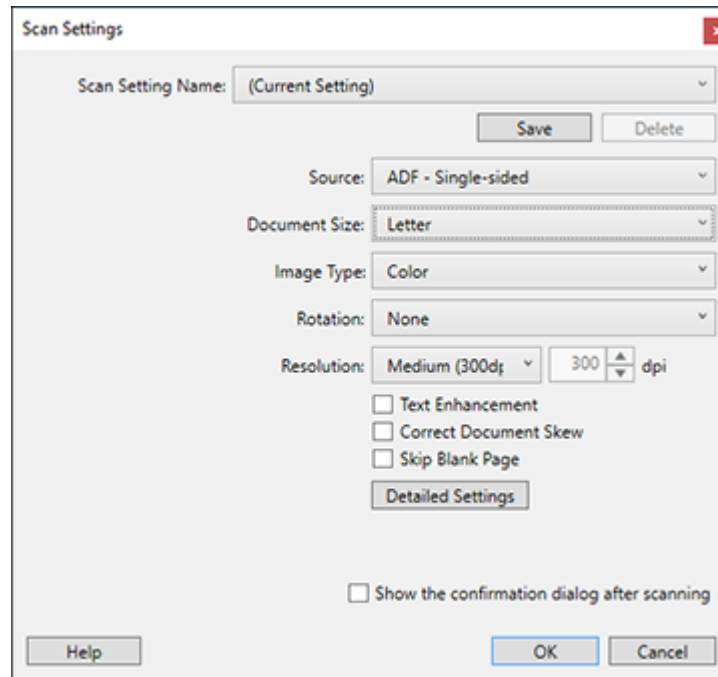 Scan Settings
Scan Setting Name: (Current Setting)
Save Delete
Source: ADF - Single-sided
Document Size: Letter
Image Type: Color
Rotation: None
Resolution: Medium (300dp 300 dpi
Text Enhancement
Correct Document Skew
Skip Blank Page
Detailed Settings
Show the confirmation dialog after scanning
Help OK Cancel